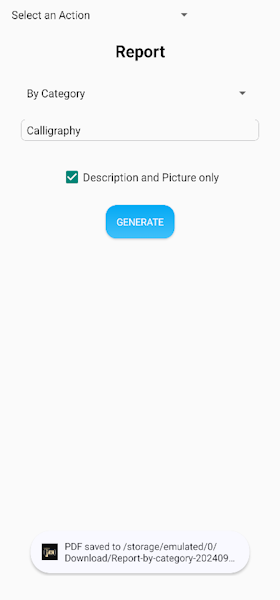 Select an Action
Report
By Category
Calligraphy
Description and Picture only
GENERATE
PDF saved to /storage/emulated/0/
Download/Report-by-category-202409...